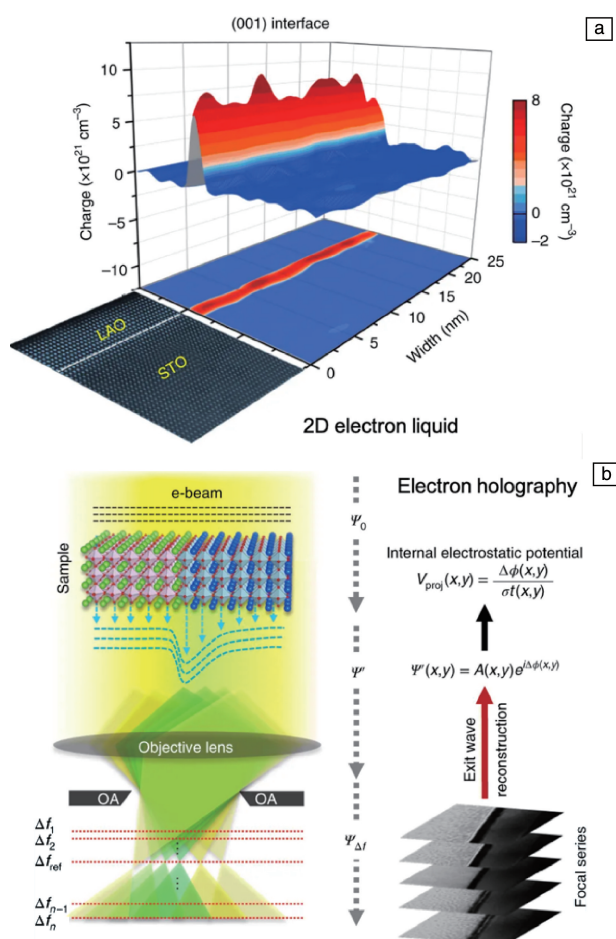 (001) interface
a
10
5
0
−5
−10
Charge (×10²¹ cm⁻³)
8
0
−2
Charge (×10²¹ cm⁻³)
25
20
15
10
5
0
Width (nm)
LAO
STO
2D electron liquid
b
e-beam
Sample
Objective lens
OA
OA
Δf₁
Δf₂
Δf_ref
Δfₙ₋₁
Δfₙ
Ψ₀
Ψ'
Ψ_Δf
Electron holography
Internal electrostatic potential
V_proj(x,y) = Δϕ(x,y) / σt(x,y)
Ψ'(x,y) = A(x,y)e^{iΔϕ(x,y)}
Exit wave
reconstruction
Focal series